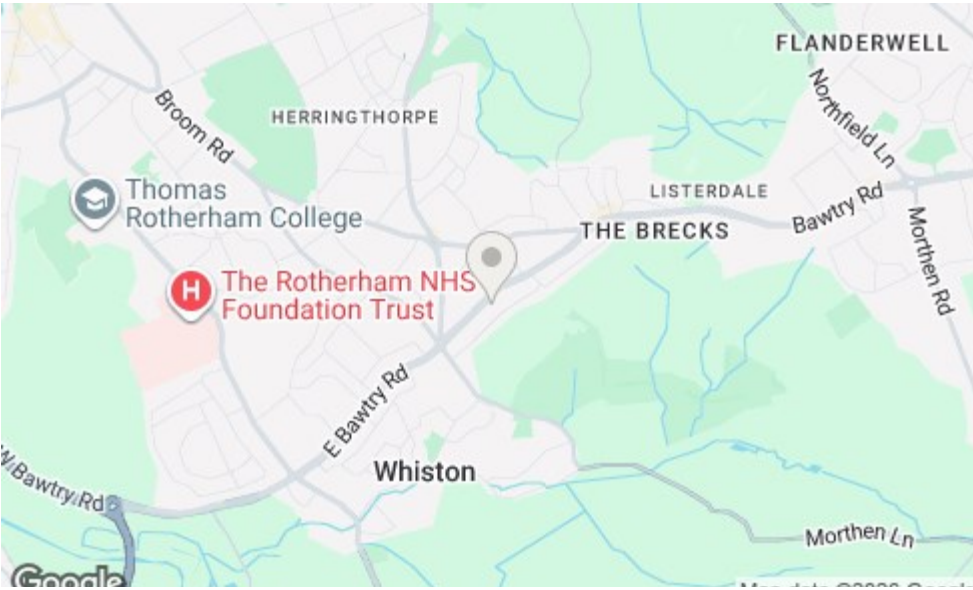 FLANDERWELL
Northfield Ln
Broom Rd
HERRINGTHORPE
Thomas
Rotherham College
LISTERDALE
Bawtry Rd
THE BRECKS
Morthen Rd
The Rotherham NHS
Foundation Trust
H
E Bawtry Rd
Whiston
W Bawtry Rd
Morthen Ln
Google